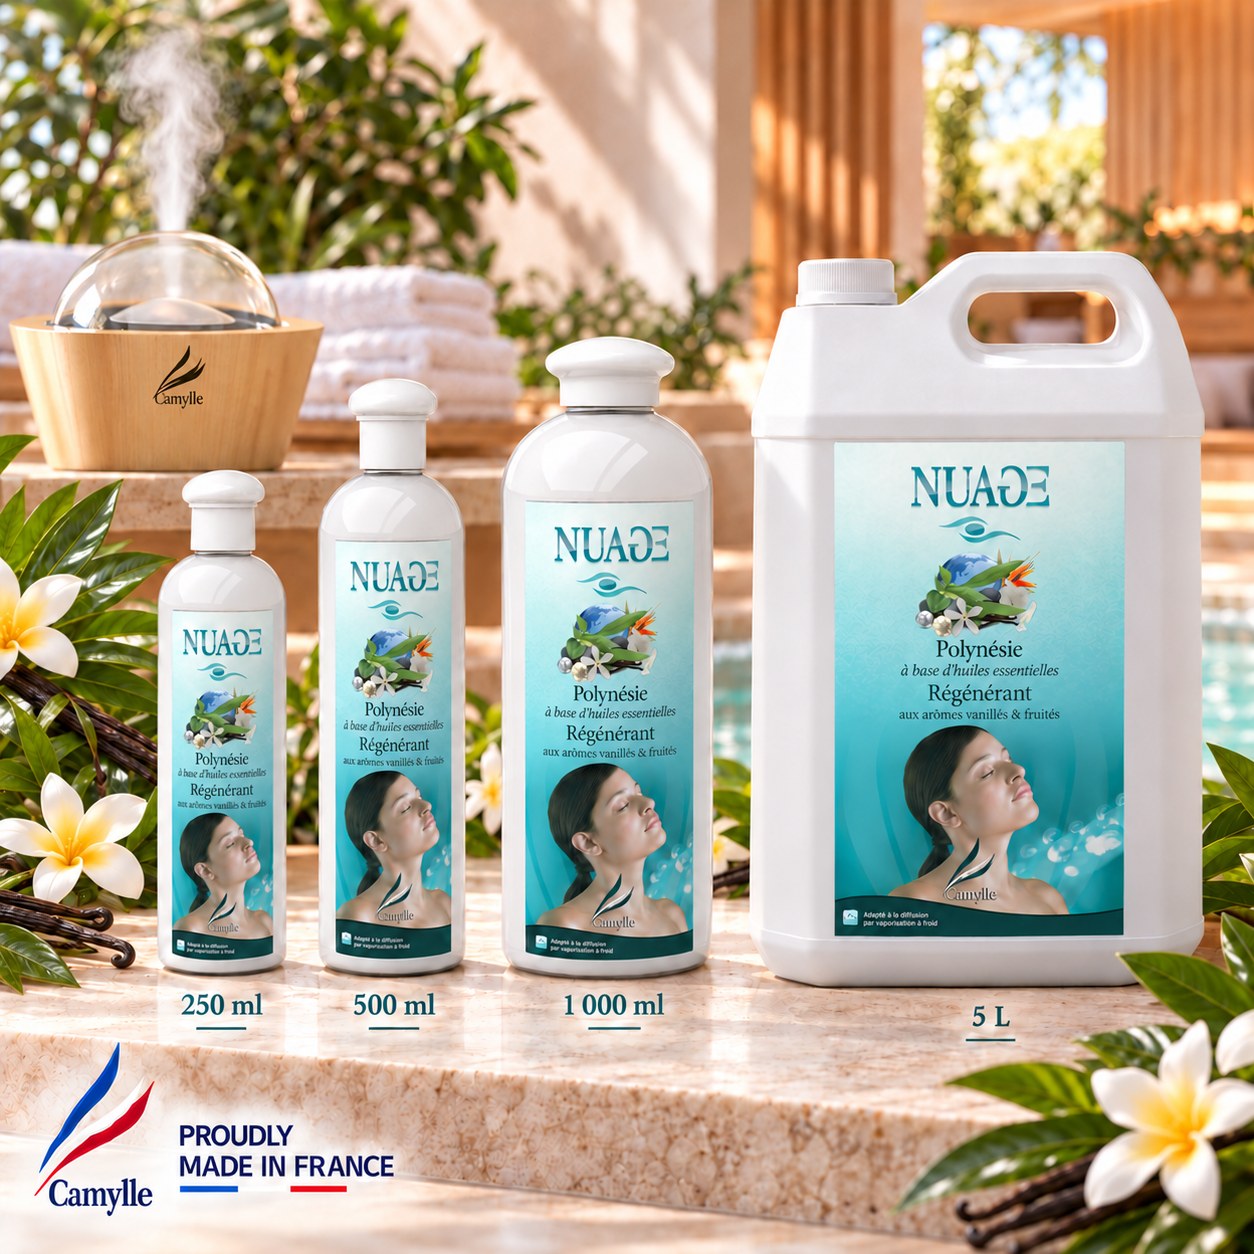 Camylle
NUAGE
Polynésie
à base d'huiles essentielles
Régénérant
aux arômes vanillés & fruités
Camylle
Adapté à la diffusion
par vaporisation à froid
250 ml
NUAGE
Polynésie
à base d'huiles essentielles
Régénérant
aux arômes vanillés & fruités
Camylle
Adapté à la diffusion
par vaporisation à froid
500 ml
NUAGE
Polynésie
à base d'huiles essentielles
Régénérant
aux arômes vanillés & fruités
Camylle
Adapté à la diffusion
par vaporisation à froid
1 000 ml
NUAGE
Polynésie
à base d'huiles essentielles
Régénérant
aux arômes vanillés & fruités
Camylle
Adapté à la diffusion
par vaporisation à froid
5 L
Camylle
PROUDLY
MADE IN FRANCE